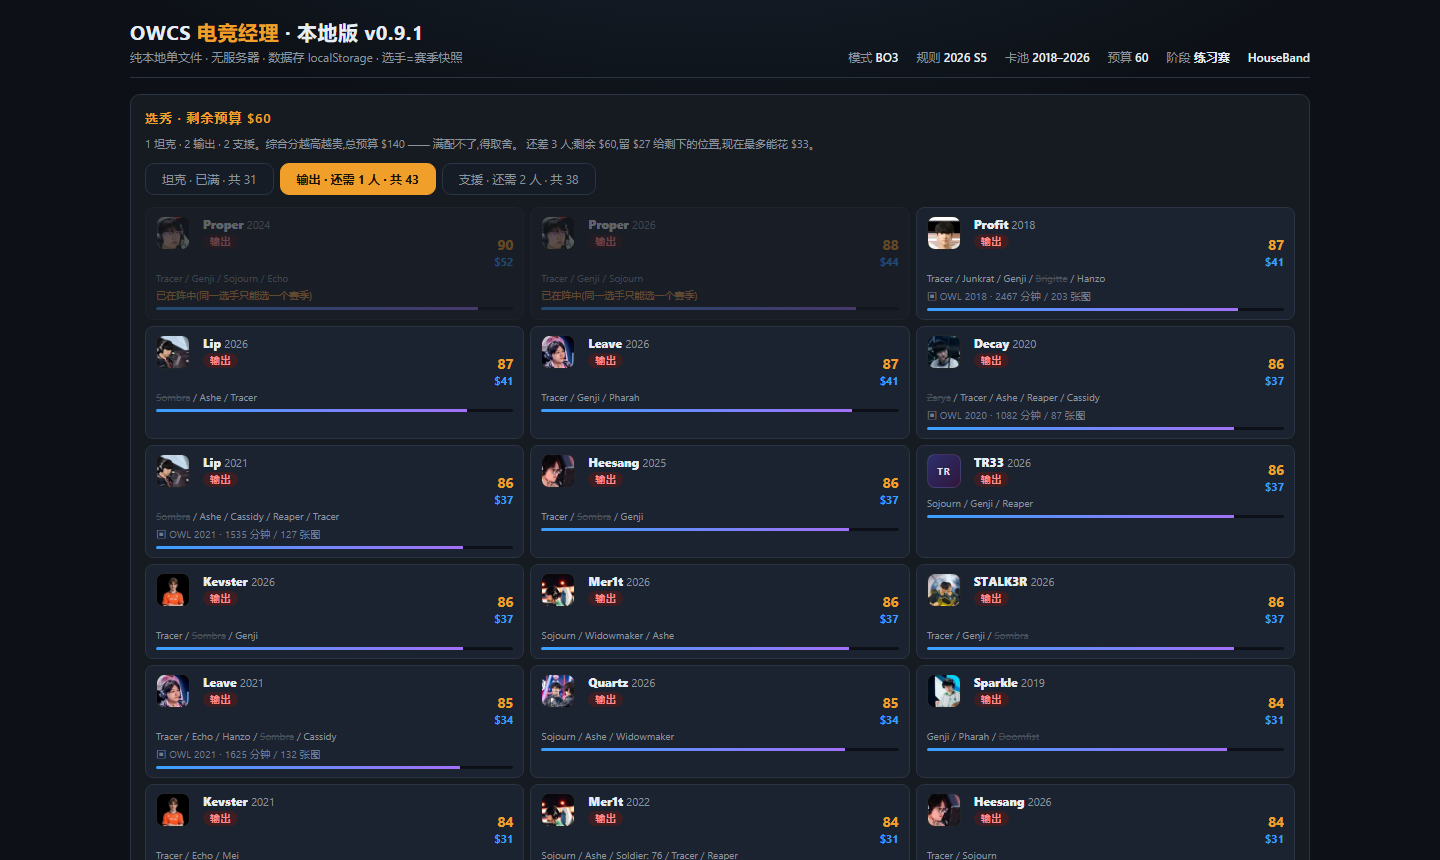 OWCS 电竞经理 · 本地版 v0.9.1
纯本地单文件 · 无服务器 · 数据存 localStorage · 选手=赛季快照
模式 BO3 规则 2026 S5 卡池 2018–2026 预算 60 阶段 练习赛 HouseBand
选秀 · 剩余预算 $60
1 坦克 · 2 输出 · 2 支援。综合分越高越贵,总预算 $140 —— 满配不了,得取舍。 还差 3 人;剩余 $60,留 $27 给剩下的位置,现在最多能花 $33。
坦克 · 已满 · 共 31
输出 · 还需 1 人 · 共 43
支援 · 还需 2 人 · 共 38
Proper 2024
输出
90
$52
Tracer / Genji / Sojourn / Echo
已在阵中(同一选手只能选一个赛季)
Proper 2026
输出
88
$44
Tracer / Genji / Sojourn
已在阵中(同一选手只能选一个赛季)
Profit 2018
输出
87
$41
Tracer / Junkrat / Genji / Brigitte / Hanzo
▣ OWL 2018 · 2467 分钟 / 203 张图
Lip 2026
输出
87
$41
Sombra / Ashe / Tracer
Leave 2026
输出
87
$41
Tracer / Genji / Pharah
Decay 2020
输出
86
$37
Zarya / Tracer / Ashe / Reaper / Cassidy
▣ OWL 2020 · 1082 分钟 / 87 张图
Lip 2021
输出
86
$37
Sombra / Ashe / Cassidy / Reaper / Tracer
▣ OWL 2021 · 1535 分钟 / 127 张图
Heesang 2025
输出
86
$37
Tracer / Sombra / Genji
TR
TR33 2026
输出
86
$37
Sojourn / Genji / Reaper
Kevster 2026
输出
86
$37
Tracer / Sombra / Genji
Mer1t 2026
输出
86
$37
Sojourn / Widowmaker / Ashe
STALK3R 2026
输出
86
$37
Tracer / Genji / Sombra
Leave 2021
输出
85
$34
Tracer / Echo / Hanzo / Sombra / Cassidy
▣ OWL 2021 · 1625 分钟 / 132 张图
Quartz 2026
输出
85
$34
Sojourn / Ashe / Widowmaker
Sparkle 2019
输出
84
$31
Genji / Pharah / Doomfist
Kevster 2021
输出
84
$31
Tracer / Echo / Mei
Mer1t 2022
输出
84
$31
Sojourn / Ashe / Soldier: 76 / Tracer / Reaper
Heesang 2026
输出
84
$31
Tracer / Sojourn